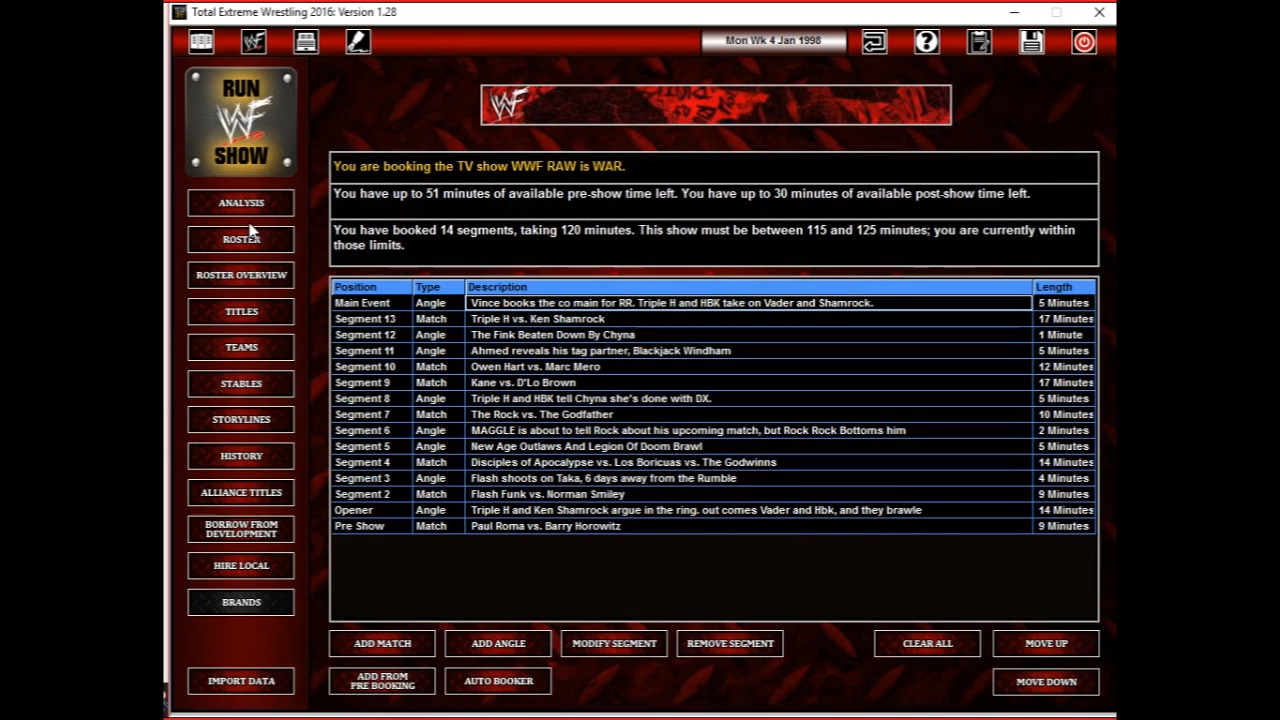 Total Extreme Wrestling 2016: Version 1.28
Mon Wk 4 Jan 1998
RUN
WF
SHOW
WF
ANALYSIS
ROSTER
ROSTER OVERVIEW
TITLES
TEAMS
STABLES
STORYLINES
HISTORY
ALLIANCE TITLES
BORROW FROM
DEVELOPMENT
HIRE LOCAL
BRANDS
IMPORT DATA
You are booking the TV show WWF RAW is WAR.
You have up to 51 minutes of available pre-show time left. You have up to 30 minutes of available post-show time left.
You have booked 14 segments, taking 120 minutes. This show must be between 115 and 125 minutes; you are currently within
those limits.
Position Type Description Length
Main Event Angle Vince books the co main for RR. Triple H and HBK take on Vader and Shamrock. 5 Minutes
Segment 13 Match Triple H vs. Ken Shamrock 17 Minutes
Segment 12 Angle The Fink Beaten Down By Chyna 1 Minute
Segment 11 Angle Ahmed reveals his tag partner, Blackjack Windham 5 Minutes
Segment 10 Match Owen Hart vs. Marc Mero 12 Minutes
Segment 9 Match Kane vs. D'Lo Brown 17 Minutes
Segment 8 Angle Triple H and HBK tell Chyna she's done with DX. 5 Minutes
Segment 7 Match The Rock vs. The Godfather 10 Minutes
Segment 6 Angle MAGGLE is about to tell Rock about his upcoming match, but Rock Rock Bottoms him 2 Minutes
Segment 5 Angle New Age Outlaws And Legion Of Doom Brawl 5 Minutes
Segment 4 Match Disciples of Apocalypse vs. Los Boricuas vs. The Godwinns 14 Minutes
Segment 3 Angle Flash shoots on Taka, 6 days away from the Rumble 4 Minutes
Segment 2 Match Flash Funk vs. Norman Smiley 9 Minutes
Opener Angle Triple H and Ken Shamrock argue in the ring. out comes Vader and Hbk, and they brawle 14 Minutes
Pre Show Match Paul Roma vs. Barry Horowitz 9 Minutes
ADD MATCH ADD ANGLE MODIFY SEGMENT REMOVE SEGMENT CLEAR ALL MOVE UP
ADD FROM
PRE BOOKING
AUTO BOOKER
MOVE DOWN